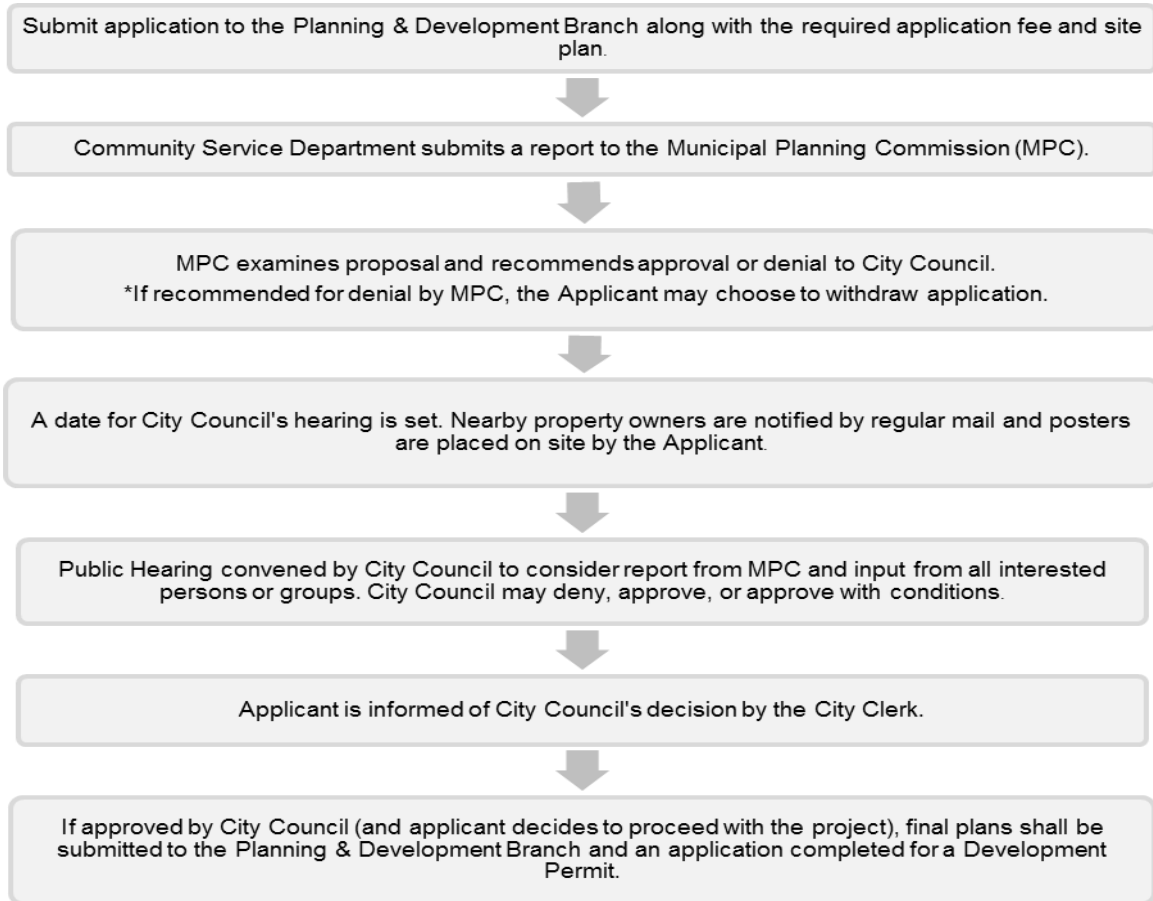 Submit application to the Planning & Development Branch along with the required application fee and site
plan.
Community Service Department submits a report to the Municipal Planning Commission (MPC).
MPC examines proposal and recommends approval or denial to City Council.
*If recommended for denial by MPC, the Applicant may choose to withdraw application.
A date for City Council's hearing is set. Nearby property owners are notified by regular mail and posters
are placed on site by the Applicant.
Public Hearing convened by City Council to consider report from MPC and input from all interested
persons or groups. City Council may deny, approve, or approve with conditions.
Applicant is informed of City Council's decision by the City Clerk.
If approved by City Council (and applicant decides to proceed with the project), final plans shall be
submitted to the Planning & Development Branch and an application completed for a Development
Permit.